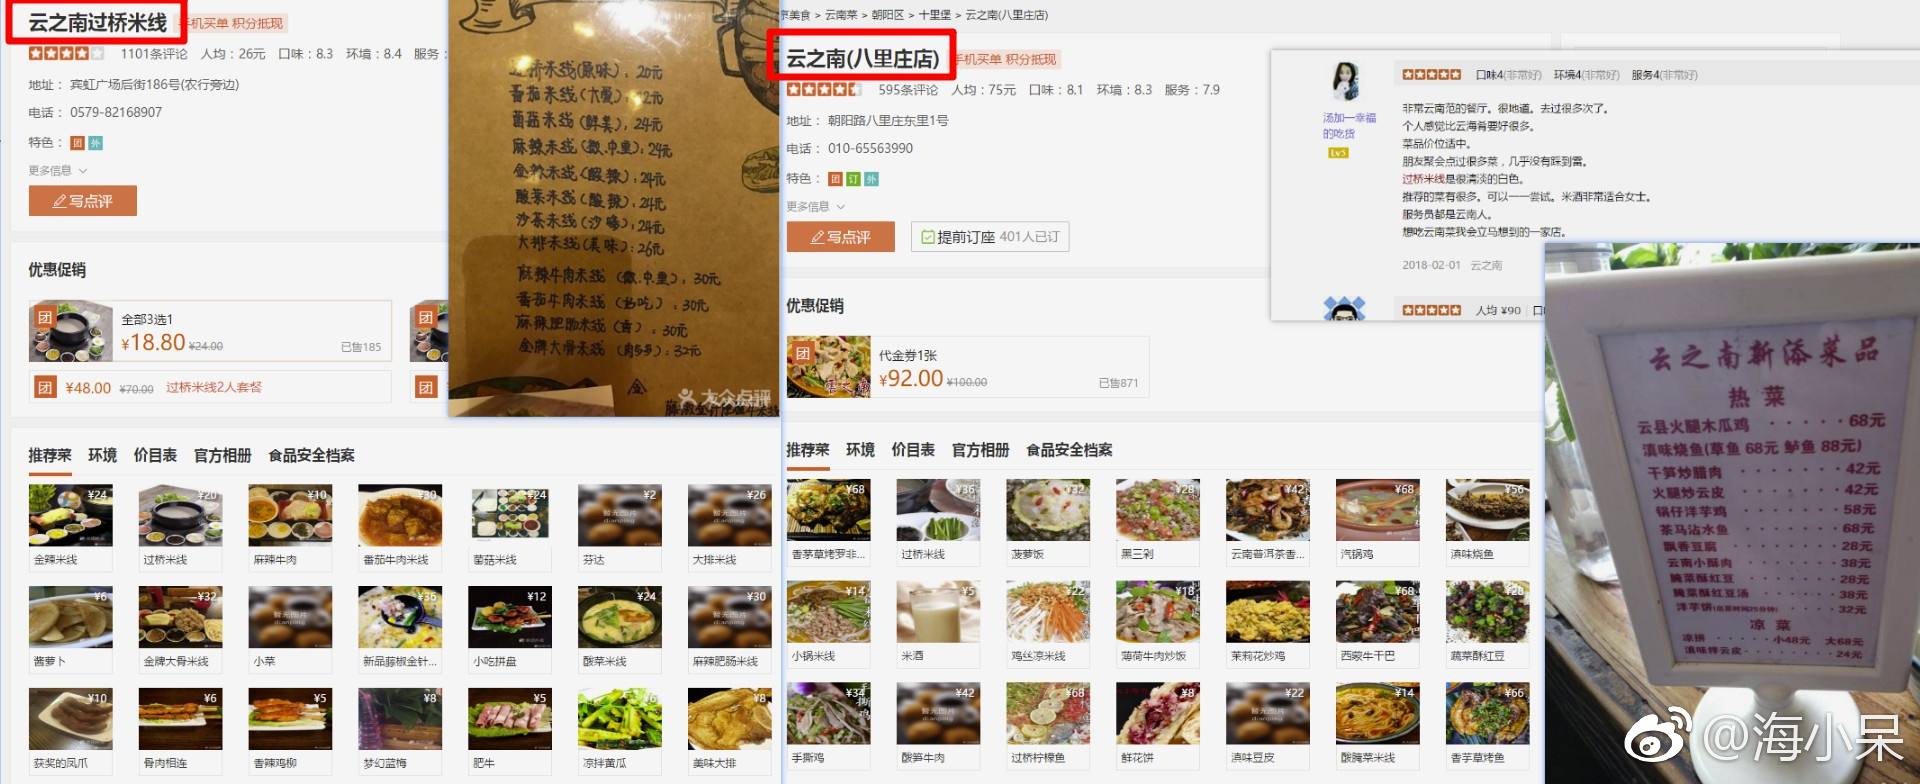 云之南过桥米线
手机买单 积分抵现
1101条评论 人均：26元 口味：8.3 环境：8.4 服务：
地址： 宾虹广场后街186号(农行旁边)
电话： 0579-82168907
特色： 团 外
更多信息
写点评
优惠促销
团
全部3选1
¥18.80 ¥24.00
已售185
团 ¥48.00 ¥70.00 过桥米线2人套餐
团
团
推荐菜 环境 价目表 官方相册 食品安全档案
¥24 ¥20 ¥10 ¥30 ¥24 ¥2 ¥26
金辣米线 过桥米线 麻辣牛肉 番茄牛肉米线 菌菇米线 芬达 大排米线
¥6 ¥32 ¥36 ¥12 ¥24 ¥30
酱萝卜 金牌大骨米线 小菜 新品藤椒金针... 小吃拼盘 酸菜米线 麻辣肥肠米线
¥10 ¥6 ¥5 ¥8 ¥5 ¥6 ¥8
获奖的凤爪 骨肉相连 香辣鸡柳 梦幻蓝梅 肥牛 凉拌黄瓜 美味大排
过桥米线(原味)：20元
番茄米线(大爱)：22元
菌菇米线(鲜美)：24元
麻辣米线(微.中.重)：24元
金辣米线(酸辣)：24元
酸菜米线(酸辣)：24元
沙茶米线(沙嗲)：24元
大排米线(美味)：26元
麻辣牛肉米线(微.中.重)：30元
番茄牛肉米线(好吃)：30元
麻辣肥肠米线(香)：30元
金牌大骨米线(肉多多)：32元
大众点评
京美食 > 云南菜 > 朝阳区 > 十里堡 > 云之南(八里庄店)
云之南(八里庄店)
手机买单 积分抵现
595条评论 人均：75元 口味：8.1 环境：8.3 服务：7.9
地址： 朝阳路八里庄东里1号
电话： 010-65563990
特色： 团 订 外
更多信息
写点评
提前订座 401人已订
优惠促销
团
代金券1张
¥92.00 ¥100.00
已售871
云之南
推荐菜 环境 价目表 官方相册 食品安全档案
¥68 ¥36 ¥32 ¥28 ¥42 ¥68 ¥56
香茅草烤罗非... 过桥米线 菠萝饭 黑三剁 云南普洱茶香... 汽锅鸡 滇味烧鱼
¥14 ¥5 ¥22 ¥18 ¥68 ¥28
小锅米线 米酒 鸡丝凉米线 薄荷牛肉炒饭 茉莉花炒鸡 西蒙牛干巴 蔬菜酥红豆
¥34 ¥42 ¥68 ¥8 ¥22 ¥14 ¥66
手撕鸡 酸笋牛肉 过桥柠檬鱼 鲜花饼 滇味豆皮 酸腌菜米线 香茅草烤鱼
暂无图片
dianping
汤加一幸福
的吃货
Lv5
口味4(非常好) 环境4(非常好) 服务4(非常好)
非常云南范的餐厅。很地道。去过很多次了。
个人感觉比云海肴要好很多。
菜品价位适中。
朋友聚会点过很多菜，几乎没有踩到雷。
过桥米线是很清淡的白色。
推荐的菜有很多。可以一一尝试。米酒非常适合女士。
服务员都是云南人。
想吃云南菜我会立马想到的一家店。
2018-02-01 云之南
人均 ¥90
云之南新添菜品
热菜
云县火腿木瓜鸡 ····· 68元
滇味烧鱼(草鱼 68元 鲈鱼 88元)
干笋炒腊肉 ······· 42元
火腿炒云皮 ······· 42元
锅仔洋芋鸡 ······· 58元
茶马沾水鱼 ······· 68元
飘香豆腐 ········ 28元
云南小酥肉 ······· 38元
腌菜酥红豆 ······· 28元
腌菜酥红豆汤 ······ 38元
洋芋饼(出菜时间25分钟) ···· 32元
凉菜
凉拼 ····· 小48元 大68元
滇味拌云皮 ······· 24元
@海小呆